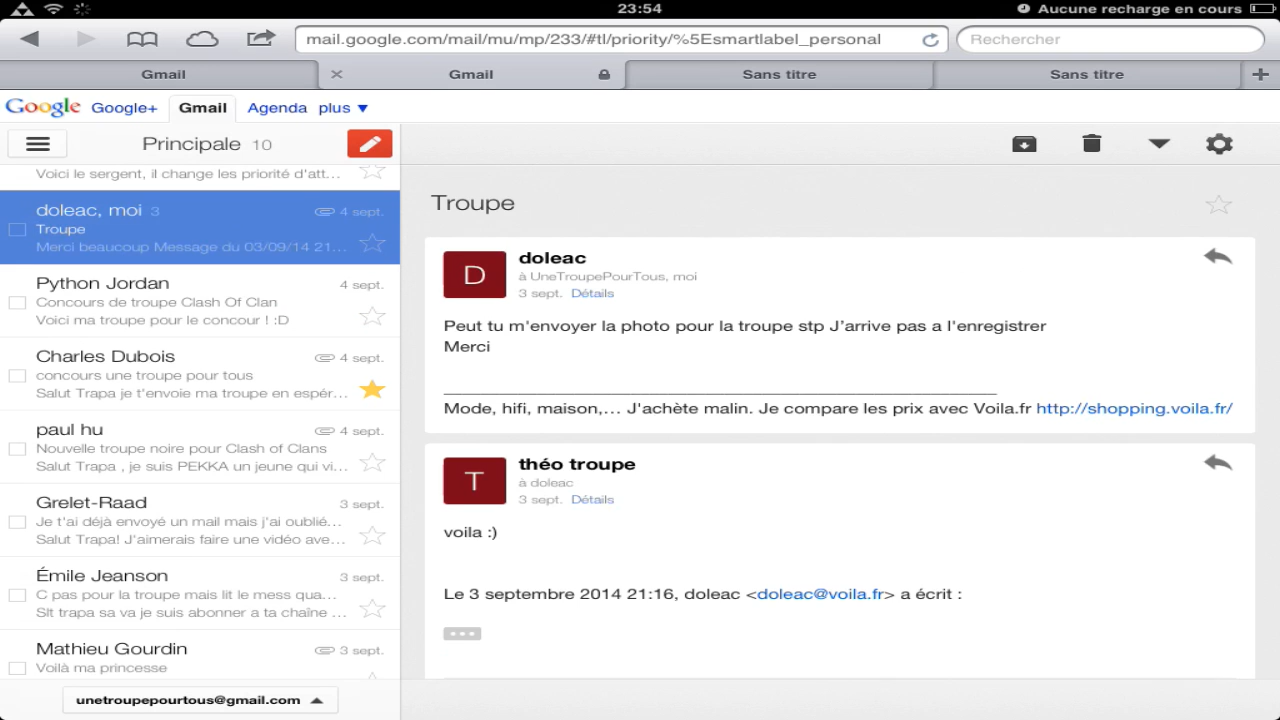 23:54
Aucune recharge en cours
mail.google.com/mail/mu/mp/233/#tl/priority/%5Esmartlabel_personal
Rechercher
Gmail
Gmail
Sans titre
Sans titre
Google Google+ Gmail Agenda plus
Principale 10
Voici le sergent, il change les priorité d'att...
doleac, moi 3
4 sept.
Troupe
Merci beaucoup Message du 03/09/14 21...
Python Jordan
4 sept.
Concours de troupe Clash Of Clan
Voici ma troupe pour le concour ! :D
Charles Dubois
4 sept.
concours une troupe pour tous
Salut Trapa je t'envoie ma troupe en espér...
paul hu
4 sept.
Nouvelle troupe noire pour Clash of Clans
Salut Trapa , je suis PEKKA un jeune qui vi...
Grelet-Raad
3 sept.
Je t'ai déjà envoyé un mail mais j'ai oublié...
Salut Trapa! J'aimerais faire une vidéo ave...
Émile Jeanson
3 sept.
C pas pour la troupe mais lit le mess qua...
Slt trapa sa va je suis abonner a ta chaîne ...
Mathieu Gourdin
3 sept.
Voilà ma princesse
unetroupepourtous@gmail.com
Troupe
D
doleac
à UneTroupePourTous, moi
3 sept. Détails
Peut tu m'envoyer la photo pour la troupe stp J'arrive pas a l'enregistrer
Merci
Mode, hifi, maison,… J'achète malin. Je compare les prix avec Voila.fr http://shopping.voila.fr/
T
théo troupe
à doleac
3 sept. Détails
voila :)
Le 3 septembre 2014 21:16, doleac <doleac@voila.fr> a écrit :